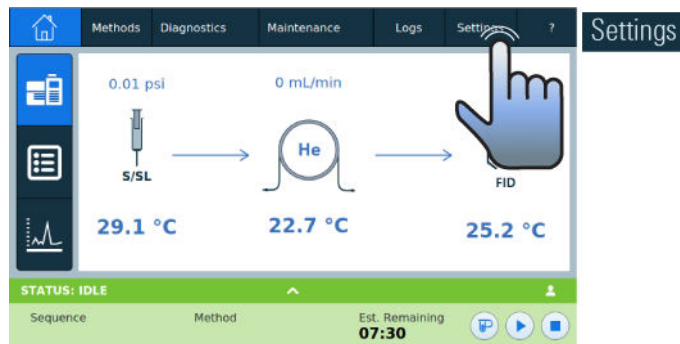 Methods Diagnostics Maintenance Logs Settings ?
Settings
0.01 psi 0 mL/min
He
S/SL
FID
29.1 °C 22.7 °C 25.2 °C
STATUS: IDLE
Sequence Method Est. Remaining
07:30